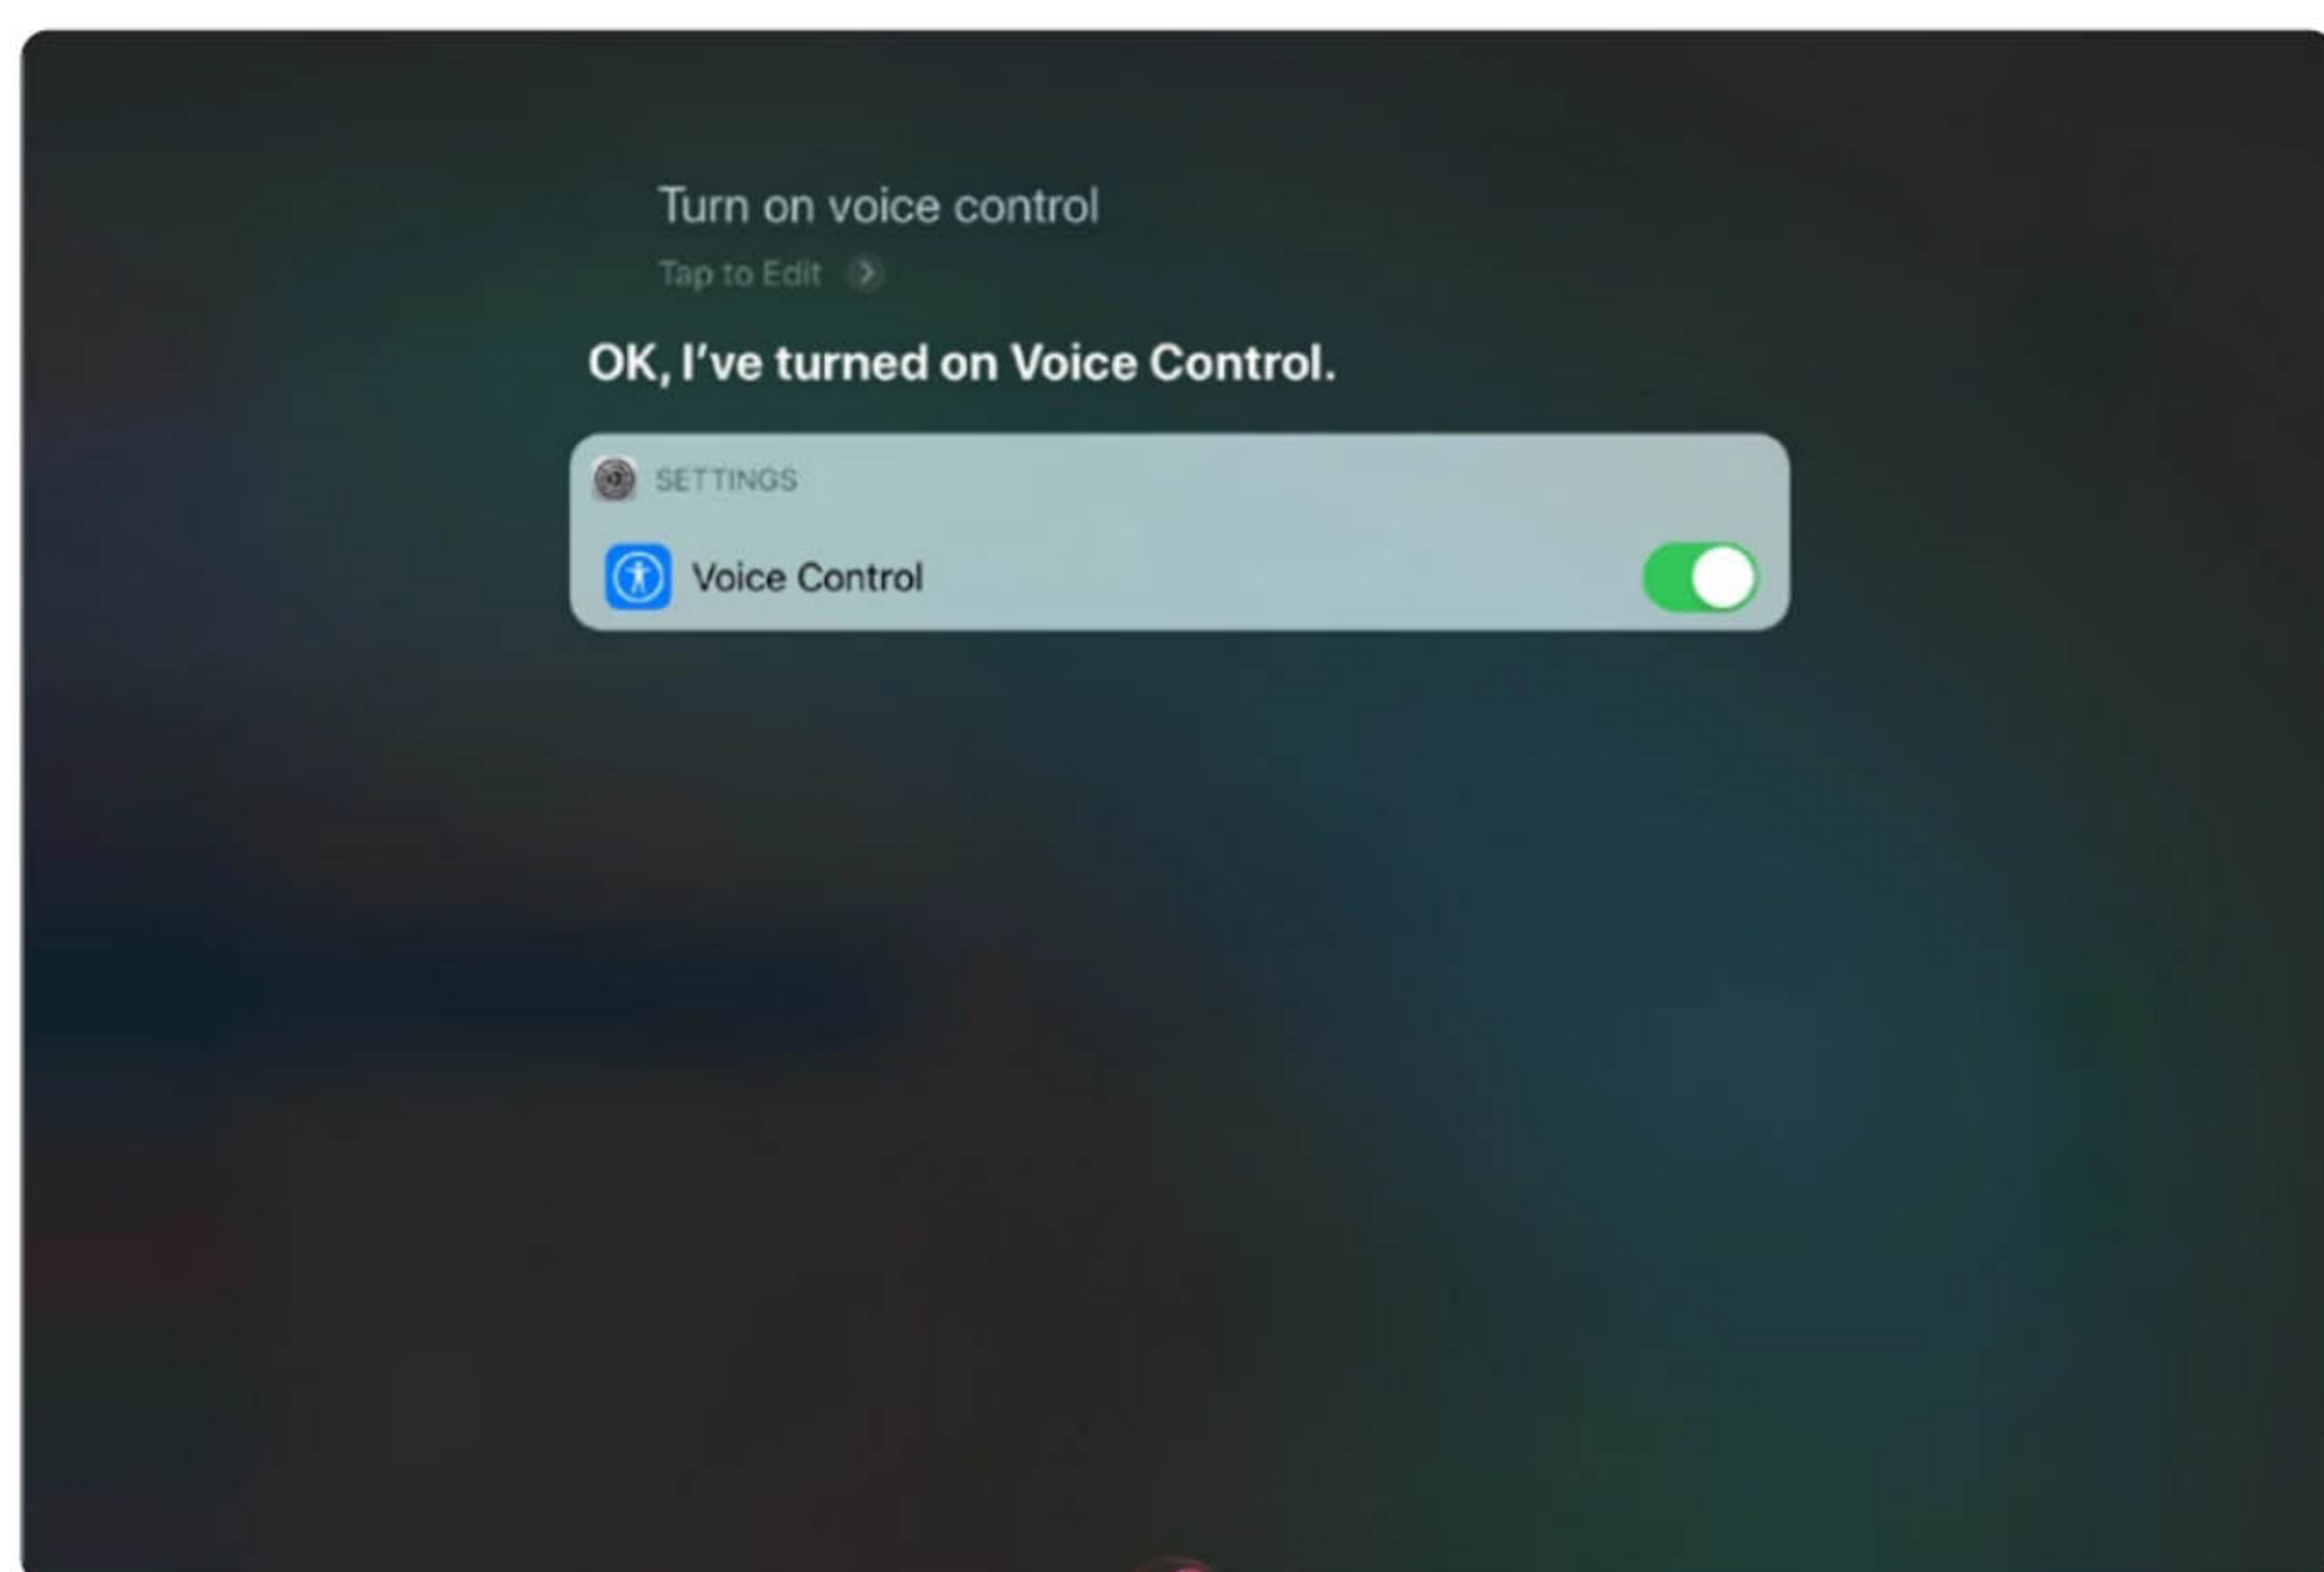 Turn on voice control
Tap to Edit
OK, I’ve turned on Voice Control.
SETTINGS
Voice Control